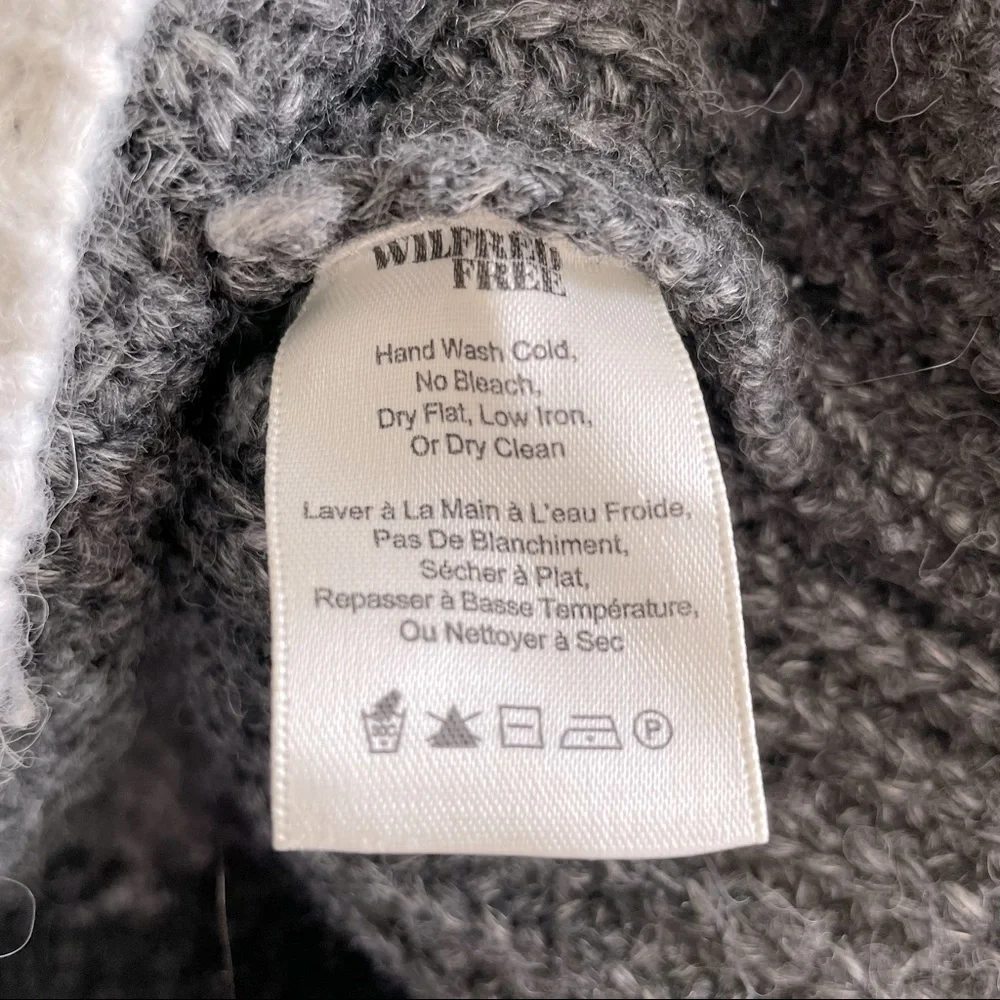 WILFRED
FREE
Hand Wash Cold,
No Bleach,
Dry Flat, Low Iron,
Or Dry Clean
Laver à La Main à L'eau Froide,
Pas De Blanchiment,
Sécher à Plat,
Repasser à Basse Température,
Ou Nettoyer à Sec
P